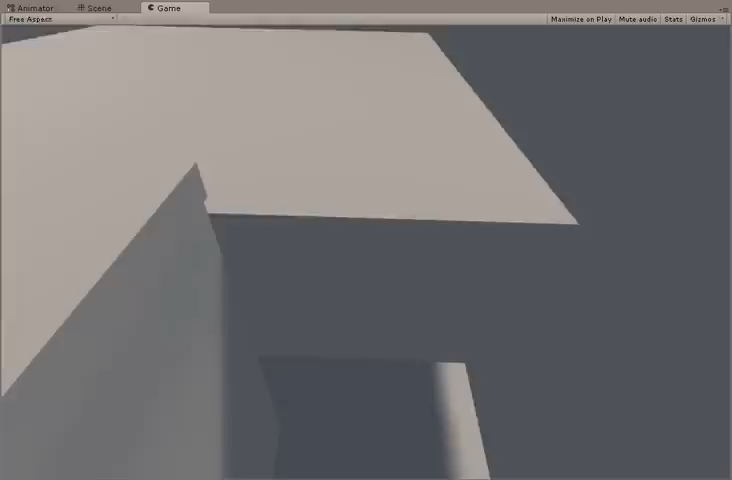 Animator Scene Game
Free Aspect Maximize on Play Mute audio Stats Gizmos